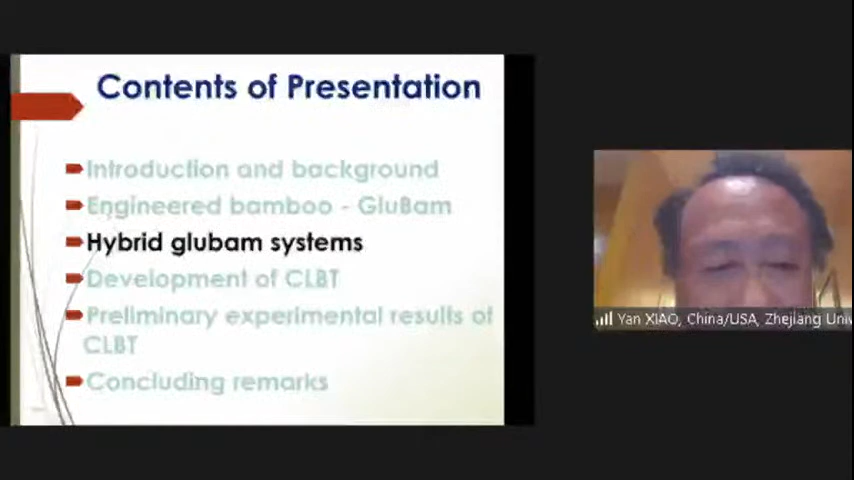 Contents of Presentation
Introduction and background
Engineered bamboo - GluBam
Hybrid glubam systems
Development of CLBT
Preliminary experimental results of
CLBT
Concluding remarks
Yan XIAO, China/USA, Zhejiang Univ